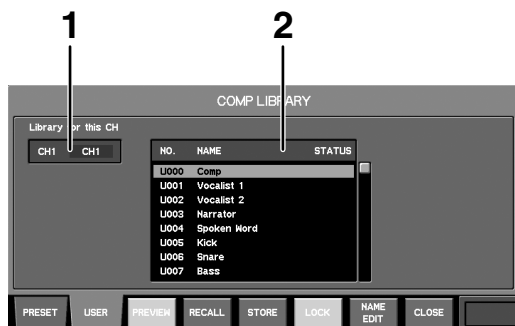 1 2
COMP LIBRARY
Library for this CH
CH1 CH1
NO. NAME STATUS
U000 Comp
U001 Vocalist 1
U002 Vocalist 2
U003 Narrator
U004 Spoken Word
U005 Kick
U006 Snare
U007 Bass
PRESET USER PREVIEW RECALL STORE LOCK NAME EDIT CLOSE